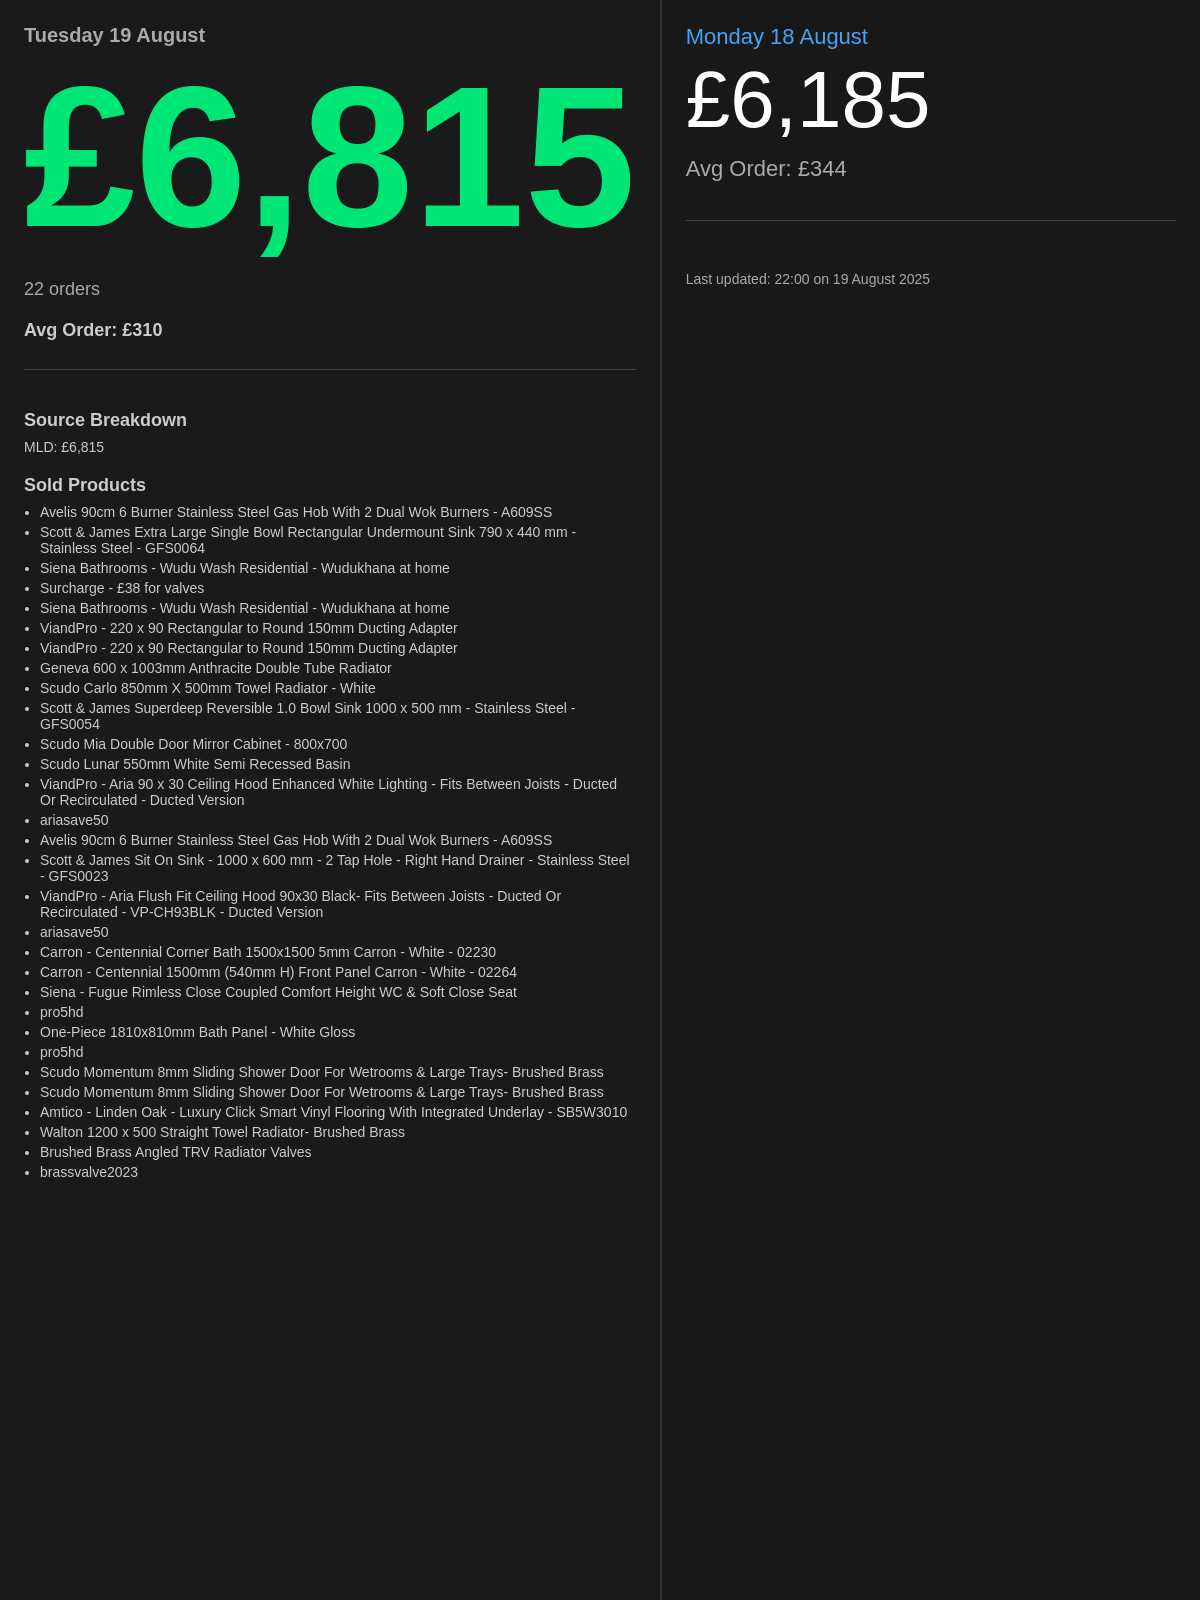 Tuesday 19 August
£6,815
22 orders
Avg Order: £310
Source Breakdown
MLD: £6,815
Sold Products
Avelis 90cm 6 Burner Stainless Steel Gas Hob With 2 Dual Wok Burners - A609SS
Scott & James Extra Large Single Bowl Rectangular Undermount Sink 790 x 440 mm -
Stainless Steel - GFS0064
Siena Bathrooms - Wudu Wash Residential - Wudukhana at home
Surcharge - £38 for valves
Siena Bathrooms - Wudu Wash Residential - Wudukhana at home
ViandPro - 220 x 90 Rectangular to Round 150mm Ducting Adapter
ViandPro - 220 x 90 Rectangular to Round 150mm Ducting Adapter
Geneva 600 x 1003mm Anthracite Double Tube Radiator
Scudo Carlo 850mm X 500mm Towel Radiator - White
Scott & James Superdeep Reversible 1.0 Bowl Sink 1000 x 500 mm - Stainless Steel -
GFS0054
Scudo Mia Double Door Mirror Cabinet - 800x700
Scudo Lunar 550mm White Semi Recessed Basin
ViandPro - Aria 90 x 30 Ceiling Hood Enhanced White Lighting - Fits Between Joists - Ducted
Or Recirculated - Ducted Version
ariasave50
Avelis 90cm 6 Burner Stainless Steel Gas Hob With 2 Dual Wok Burners - A609SS
Scott & James Sit On Sink - 1000 x 600 mm - 2 Tap Hole - Right Hand Drainer - Stainless Steel
- GFS0023
ViandPro - Aria Flush Fit Ceiling Hood 90x30 Black- Fits Between Joists - Ducted Or
Recirculated - VP-CH93BLK - Ducted Version
ariasave50
Carron - Centennial Corner Bath 1500x1500 5mm Carron - White - 02230
Carron - Centennial 1500mm (540mm H) Front Panel Carron - White - 02264
Siena - Fugue Rimless Close Coupled Comfort Height WC & Soft Close Seat
pro5hd
One-Piece 1810x810mm Bath Panel - White Gloss
pro5hd
Scudo Momentum 8mm Sliding Shower Door For Wetrooms & Large Trays- Brushed Brass
Scudo Momentum 8mm Sliding Shower Door For Wetrooms & Large Trays- Brushed Brass
Amtico - Linden Oak - Luxury Click Smart Vinyl Flooring With Integrated Underlay - SB5W3010
Walton 1200 x 500 Straight Towel Radiator- Brushed Brass
Brushed Brass Angled TRV Radiator Valves
brassvalve2023
Monday 18 August
£6,185
Avg Order: £344
Last updated: 22:00 on 19 August 2025